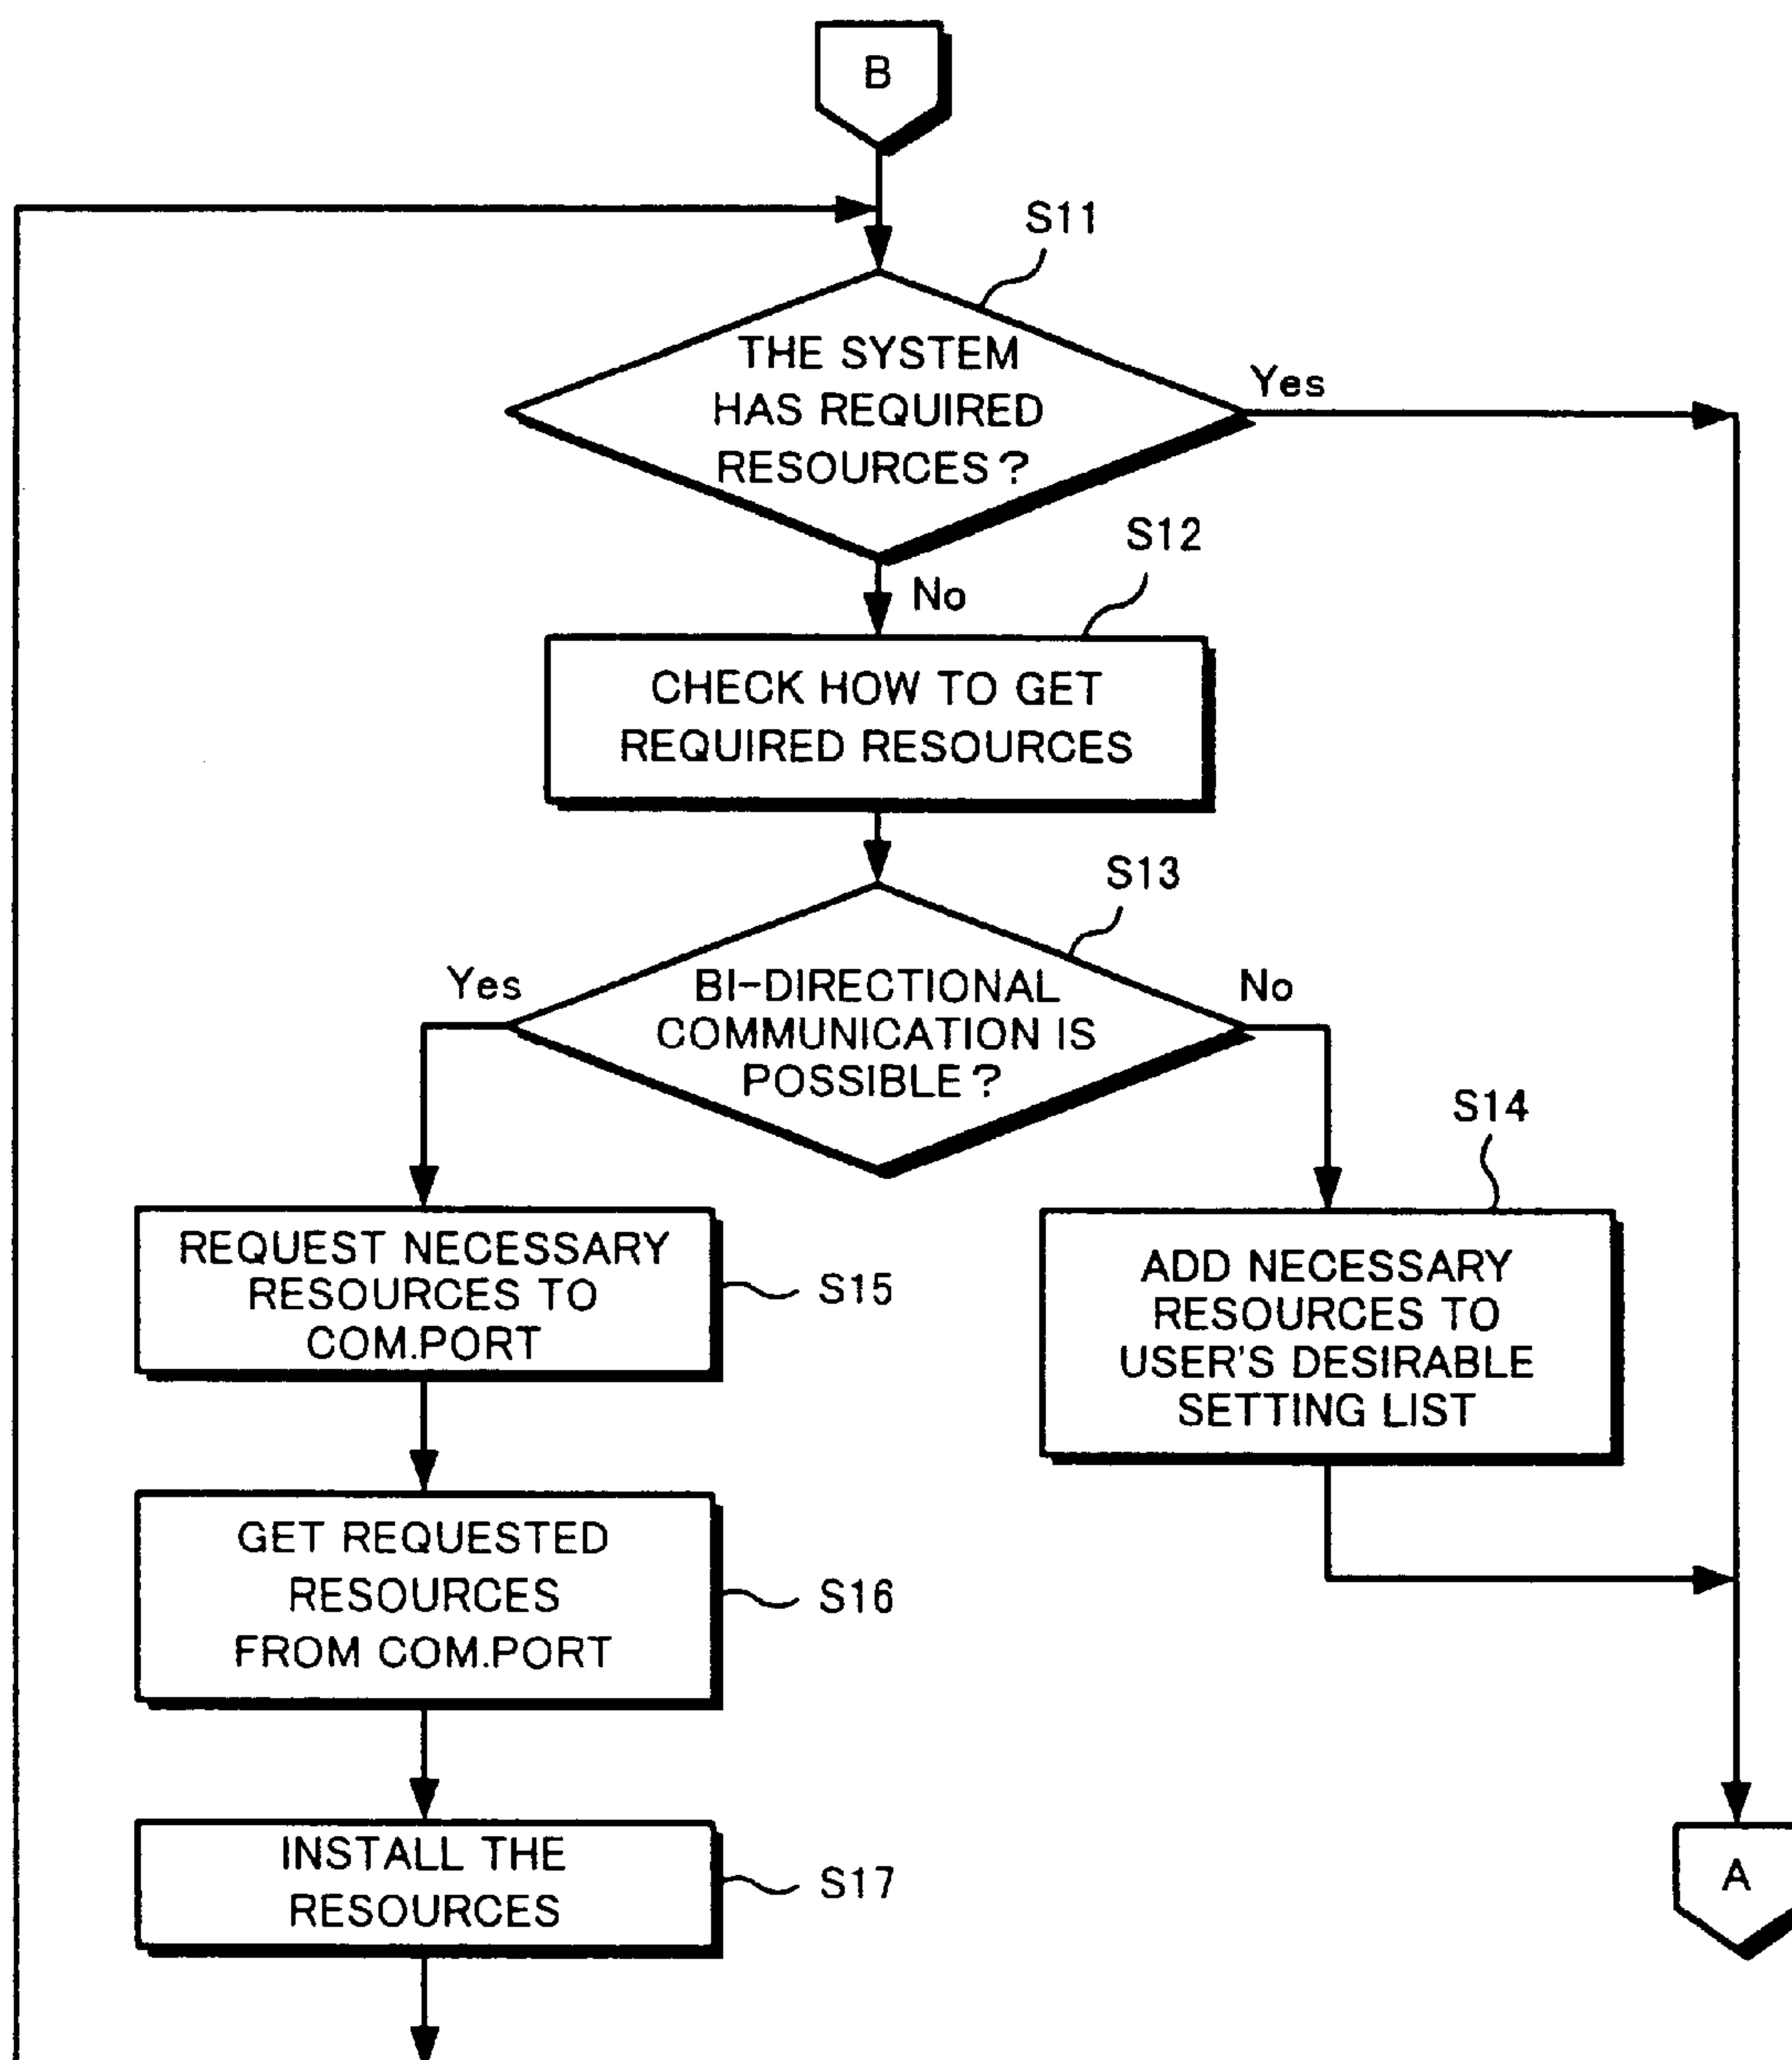 B
S11
THE SYSTEM
HAS REQUIRED
RESOURCES?
Yes
S12
No
CHECK HOW TO GET
REQUIRED RESOURCES
S13
Yes
BI-DIRECTIONAL
COMMUNICATION IS
POSSIBLE?
No
S14
REQUEST NECESSARY
RESOURCES TO
COM.PORT
S15
ADD NECESSARY
RESOURCES TO
USER'S DESIRABLE
SETTING LIST
GET REQUESTED
RESOURCES
FROM COM.PORT
S16
INSTALL THE
RESOURCES
S17
A